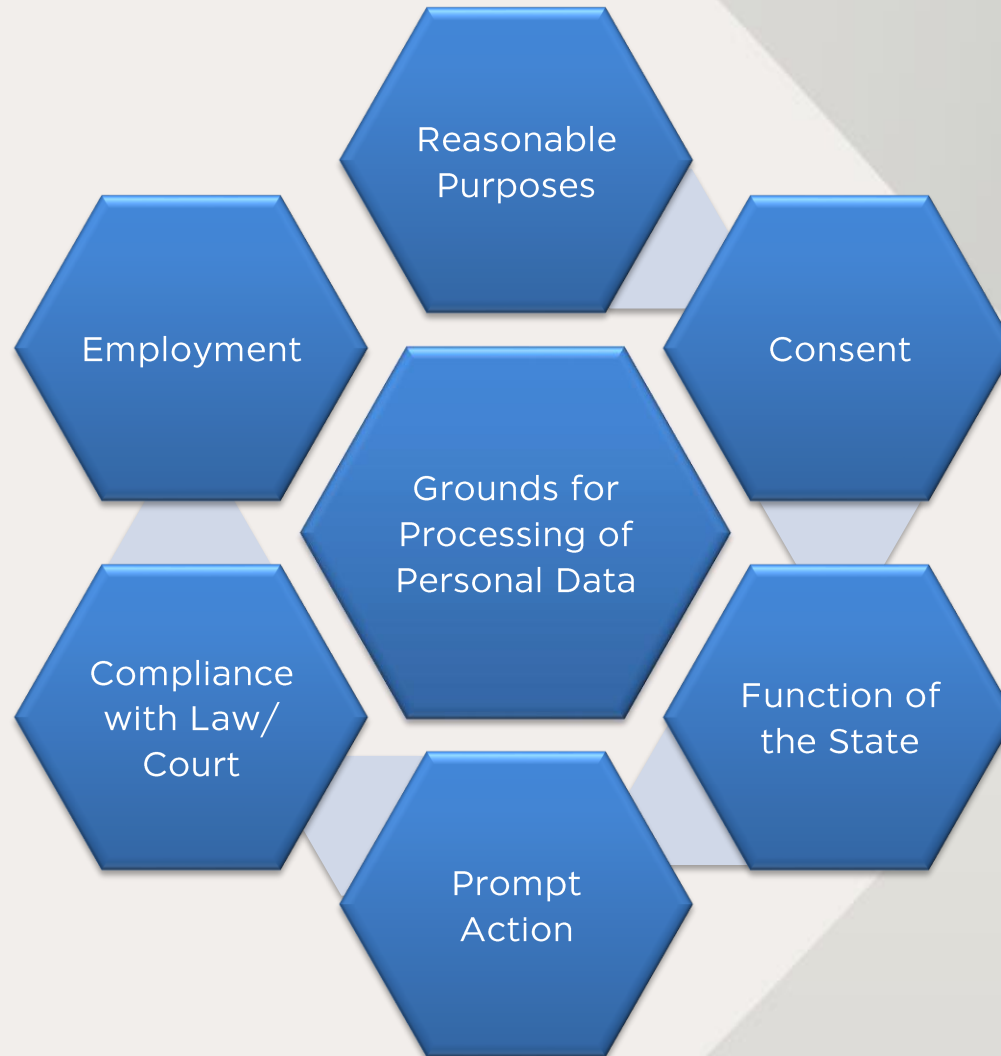 Reasonable
Purposes
Employment
Consent
Grounds for
Processing of
Personal Data
Compliance
with Law/
Court
Function of
the State
Prompt
Action